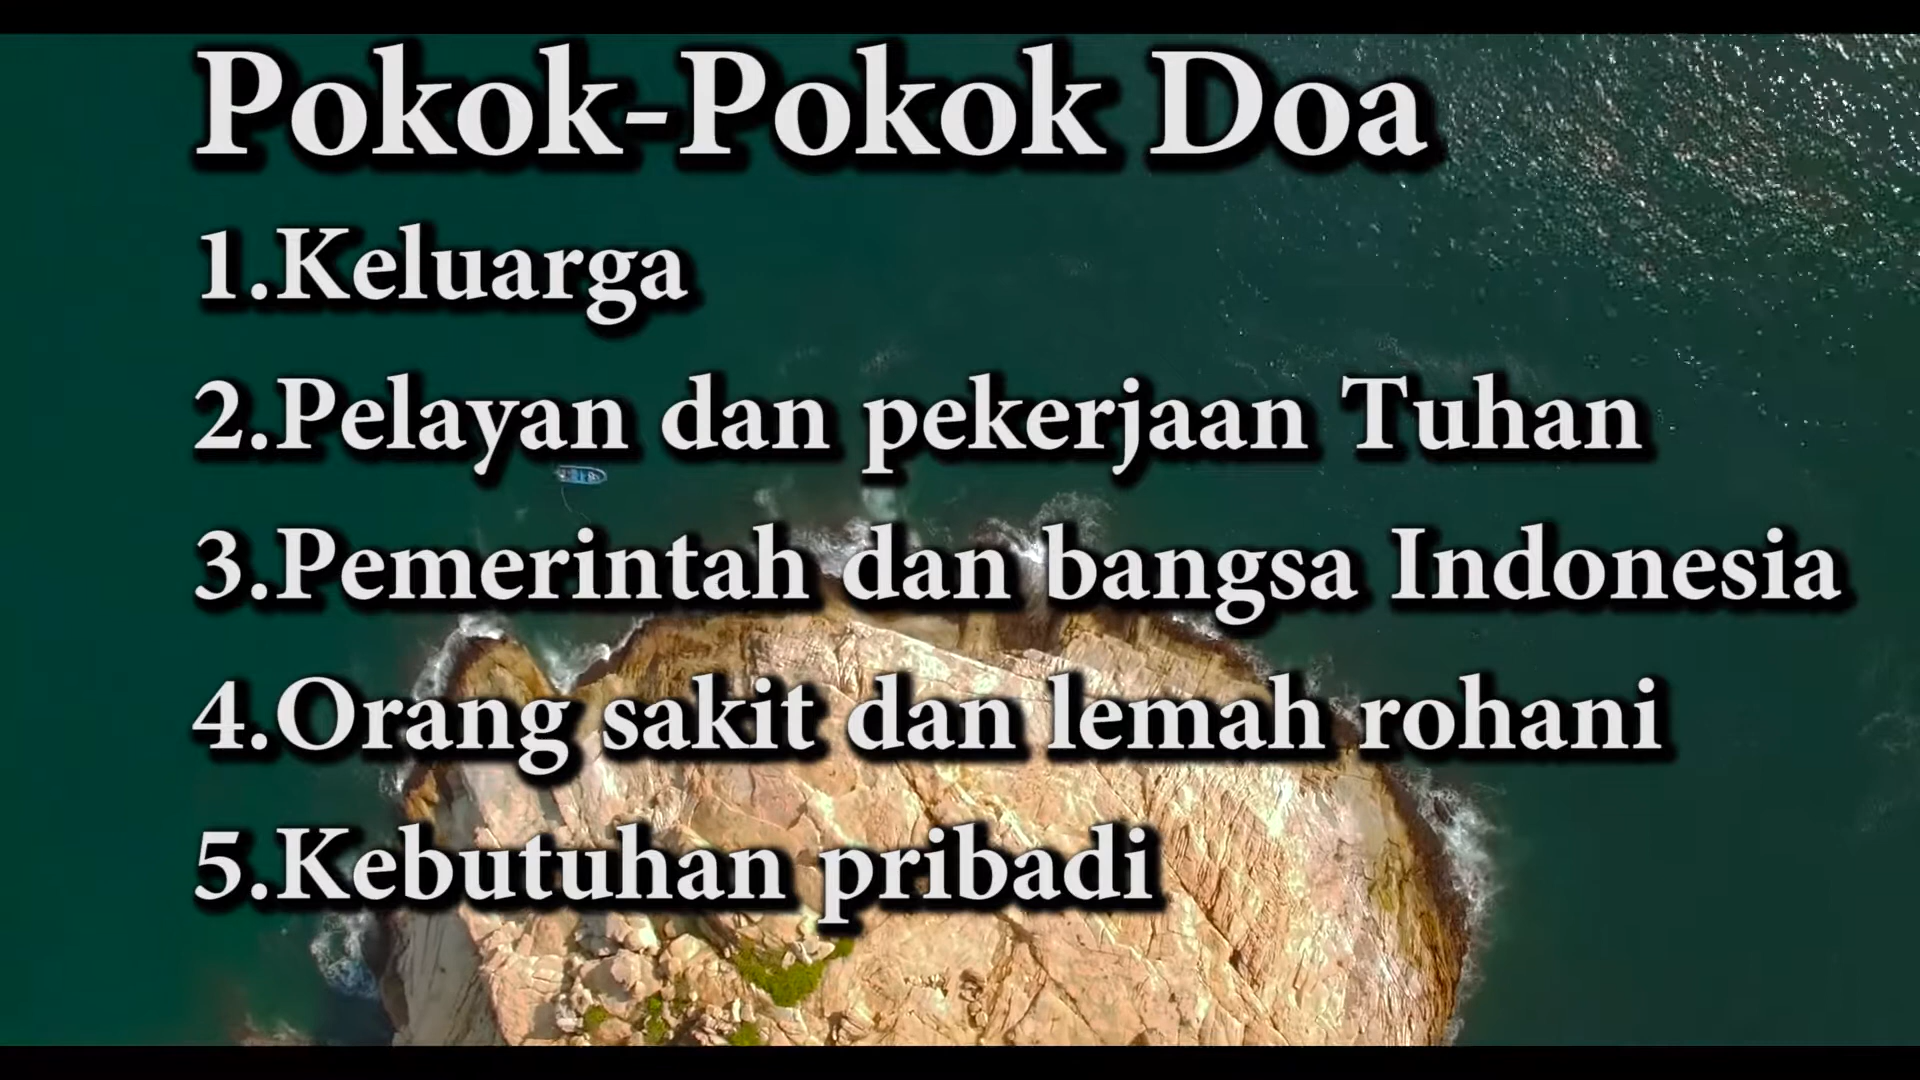 Pokok-Pokok Doa
1.Keluarga
2.Pelayan dan pekerjaan Tuhan
3.Pemerintah dan bangsa Indonesia
4.Orang sakit dan lemah rohani
5.Kebutuhan pribadi